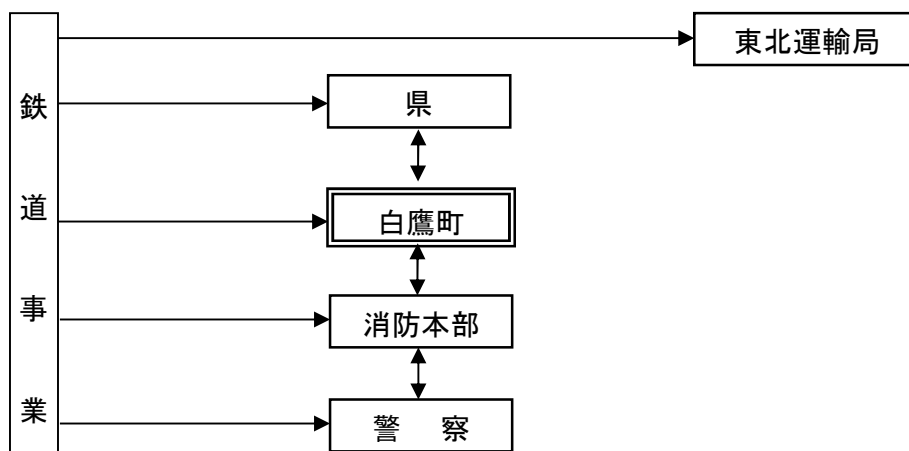 東北運輸局
鉄道事業
県
白鷹町
消防本部
警 察